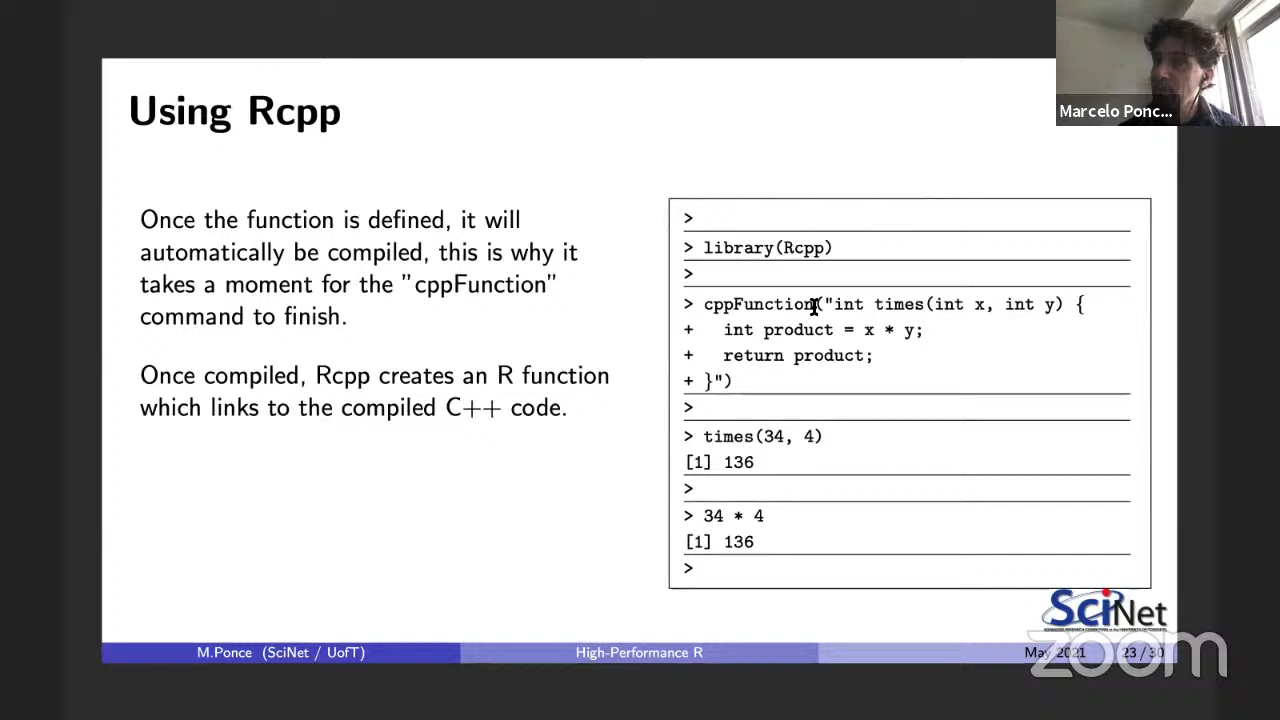 Marcelo Ponc...
Using Rcpp
Once the function is defined, it will
automatically be compiled, this is why it
takes a moment for the "cppFunction"
command to finish.
Once compiled, Rcpp creates an R function
which links to the compiled C++ code.
>
> library(Rcpp)
>
> cppFunction("int times(int x, int y) {
+   int product = x * y;
+   return product;
+ }")
>
> times(34, 4)
[1] 136
>
> 34 * 4
[1] 136
>
SciNet
M.Ponce (SciNet / UofT)
High-Performance R
May 2021
23 / 30
zoom